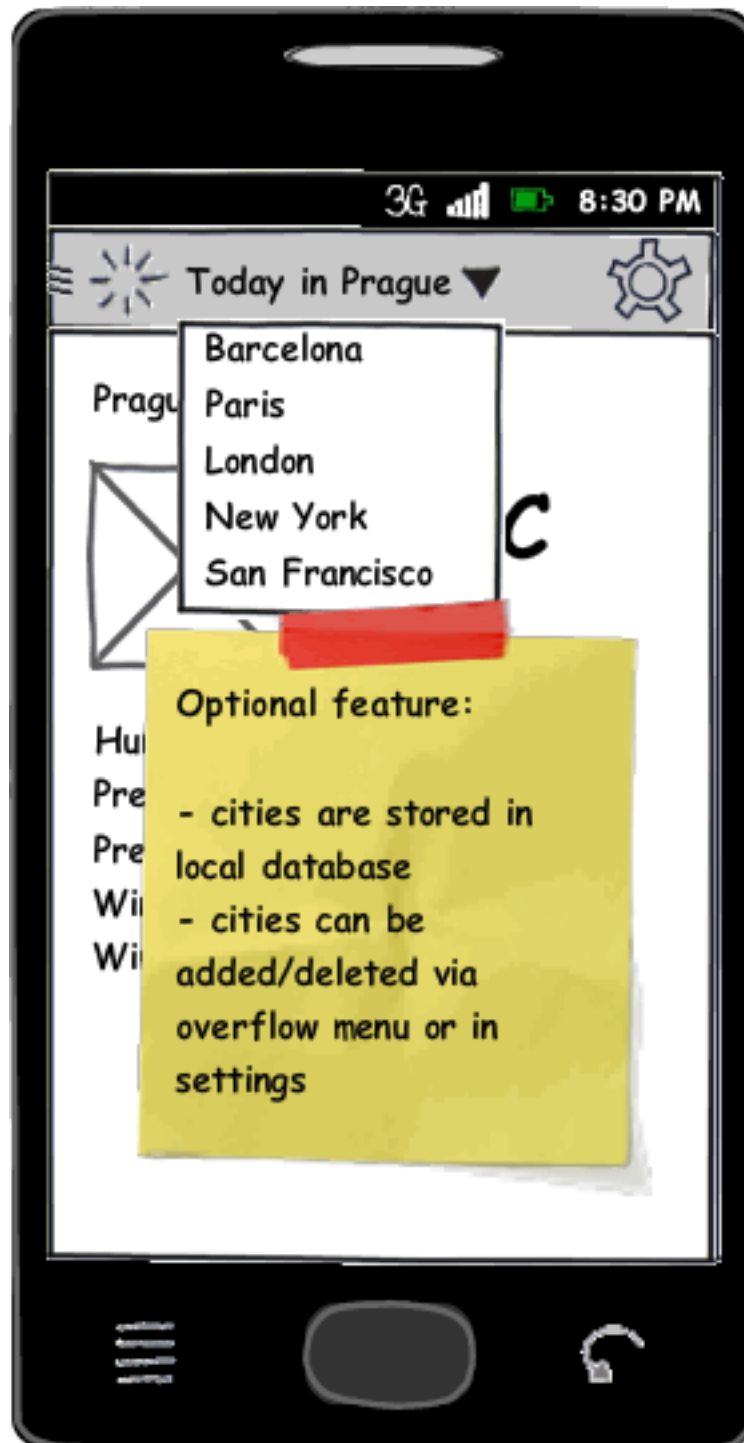 3G 8:30 PM
Today in Prague
Barcelona
Paris
London
New York
San Francisco
C
Optional feature:
- cities are stored in
local database
- cities can be
added/deleted via
overflow menu or in
settings